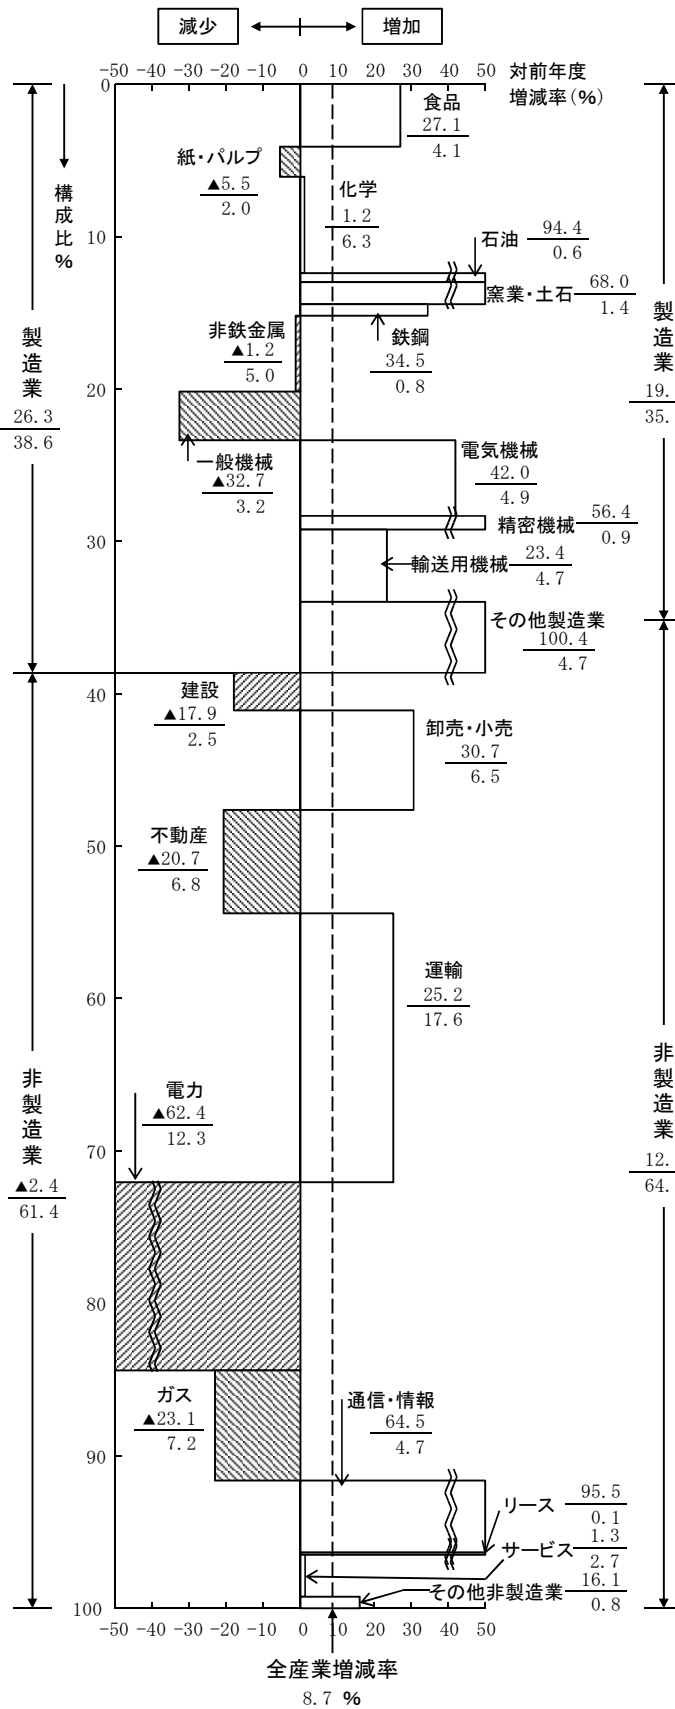 減少
増加
-50 -40 -30 -20 -10 0 10 20 30 40 50
対前年度
増減率(%)
0
構成比%
食品
27.1
4.1
紙・パルプ
▲5.5
2.0
化学
1.2
6.3
10
石油
94.4
0.6
窯業・土石
68.0
1.4
非鉄金属
▲1.2
5.0
鉄鋼
34.5
0.8
製造業
26.3
38.6
製造業
19.
35.
20
一般機械
▲32.7
3.2
電気機械
42.0
4.9
精密機械
56.4
0.9
30
輸送用機械
23.4
4.7
その他製造業
100.4
4.7
40
建設
▲17.9
2.5
卸売・小売
30.7
6.5
50
不動産
▲20.7
6.8
運輸
25.2
17.6
60
電力
▲62.4
12.3
70
非製造業
▲2.4
61.4
非製造業
12.
64.
80
ガス
▲23.1
7.2
通信・情報
64.5
4.7
90
リース
95.5
0.1
サービス
1.3
2.7
その他非製造業
16.1
0.8
100
-50 -40 -30 -20 -10 0 10 20 30 40 50
全産業増減率
8.7 %